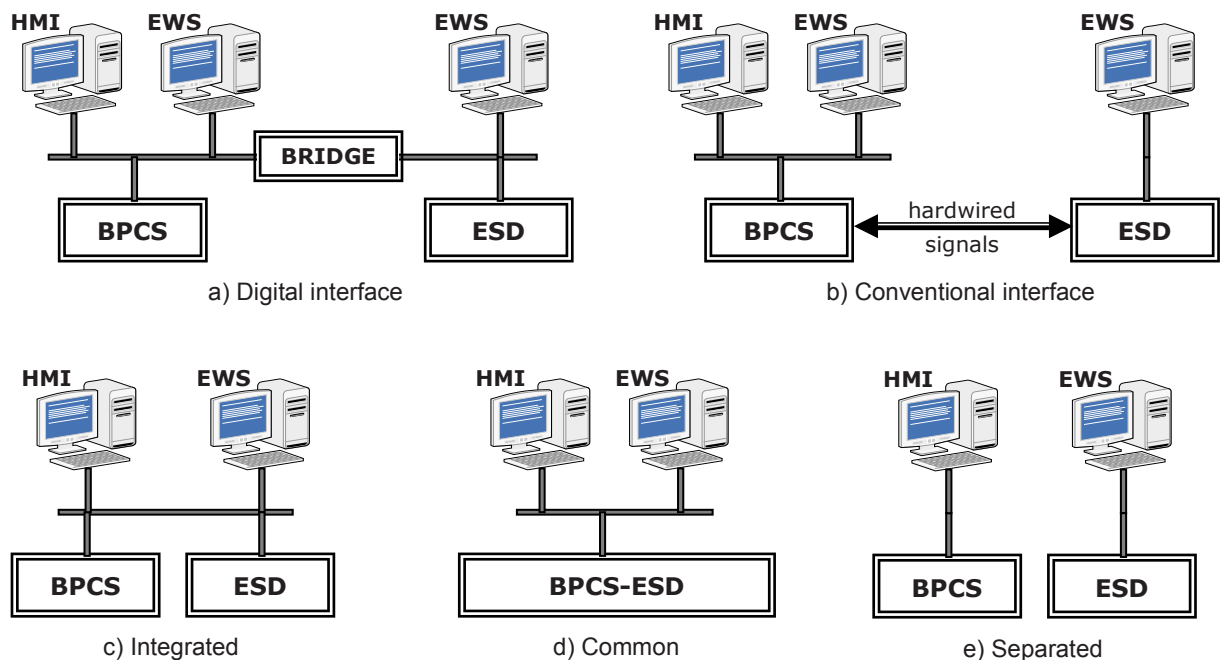 HMI EWS EWS
BRIDGE
BPCS ESD
a) Digital interface
HMI EWS EWS
BPCS hardwired signals ESD
b) Conventional interface
HMI EWS
BPCS ESD
c) Integrated
HMI EWS
BPCS-ESD
d) Common
HMI EWS
BPCS ESD
e) Separated